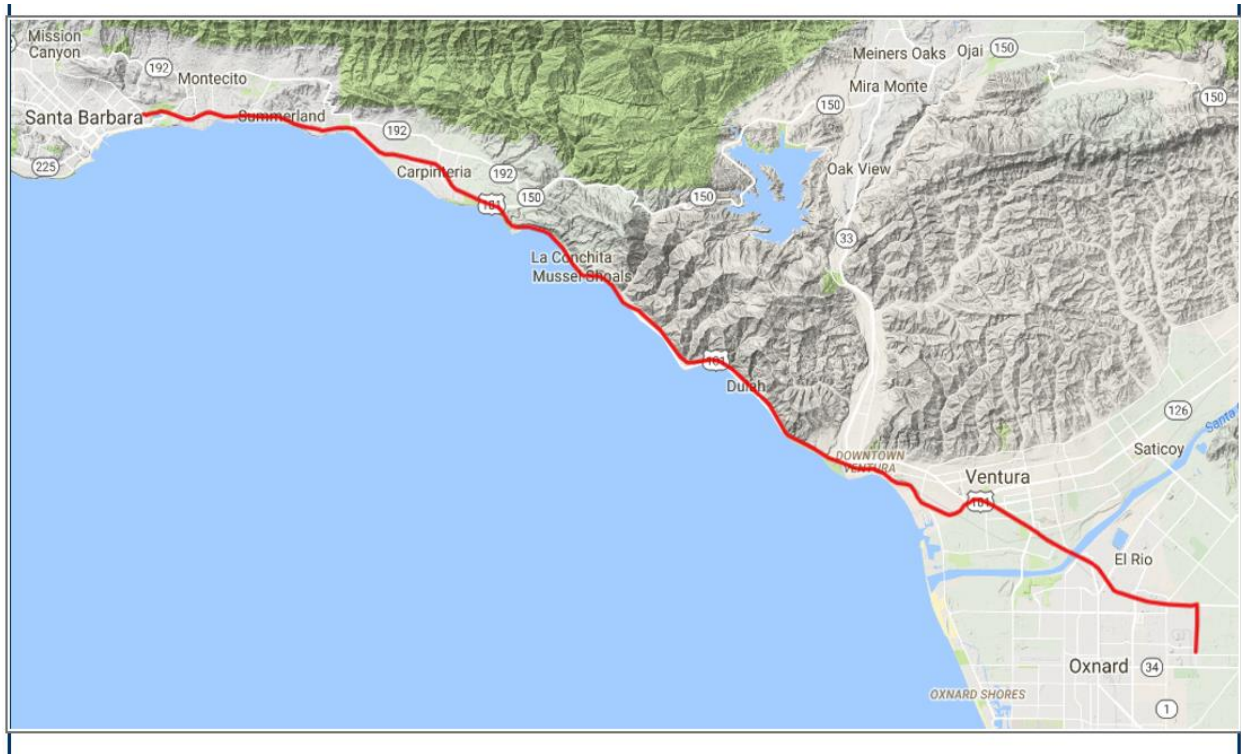 Mission
Canyon
192
Montecito
Santa Barbara
Summerland
225
192
Carpinteria
192
101
150
La Conchita
Mussel Shoals
150
Meiners Oaks
Ojai
150
Mira Monte
150
150
Oak View
33
101
Dulah
DOWNTOWN
VENTURA
Ventura
101
126
Santa
Saticoy
El Rio
Oxnard
34
OXNARD SHORES
1